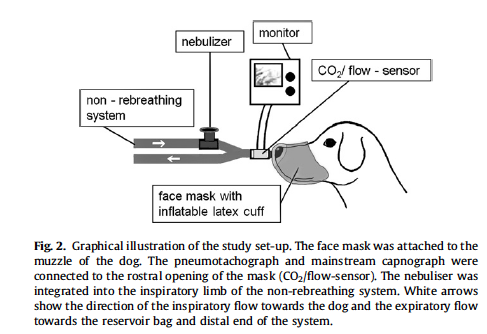 nebulizer
monitor
CO2/ flow - sensor
non - rebreathing
system
face mask with
inflatable latex cuff
Fig. 2. Graphical illustration of the study set-up. The face mask was attached to the
muzzle of the dog. The pneumotachograph and mainstream capnograph were
connected to the rostral opening of the mask (CO2/flow-sensor). The nebuliser was
integrated into the inspiratory limb of the non-rebreathing system. White arrows
show the direction of the inspiratory flow towards the dog and the expiratory flow
towards the reservoir bag and distal end of the system.